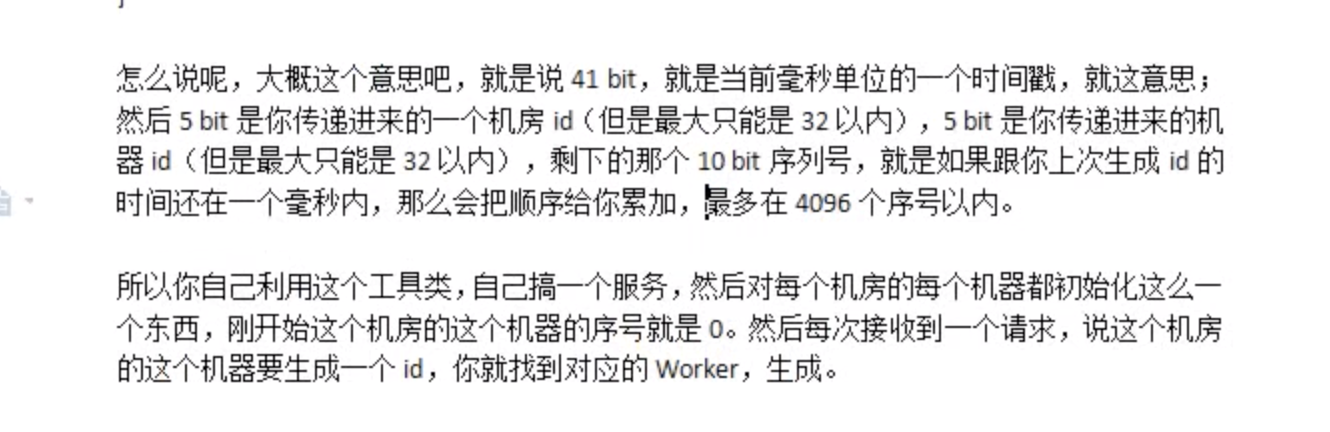 怎么说呢，大概这个意思吧，就是说 41 bit，就是当前毫秒单位的一个时间戳，就这意思；
然后 5 bit 是你传递进来的一个机房 id（但是最大只能是 32 以内），5 bit 是你传递进来的机
器 id（但是最大只能是 32 以内），剩下的那个 10 bit 序列号，就是如果跟你上次生成 id 的
时间还在一个毫秒内，那么会把顺序给你累加，最多在 4096 个序号以内。
所以你自己利用这个工具类，自己搞一个服务，然后对每个机房的每个机器都初始化这么一
个东西，刚开始这个机房的这个机器的序号就是 0。然后每次接收到一个请求，说这个机房
的这个机器要生成一个 id，你就找到对应的 Worker，生成。